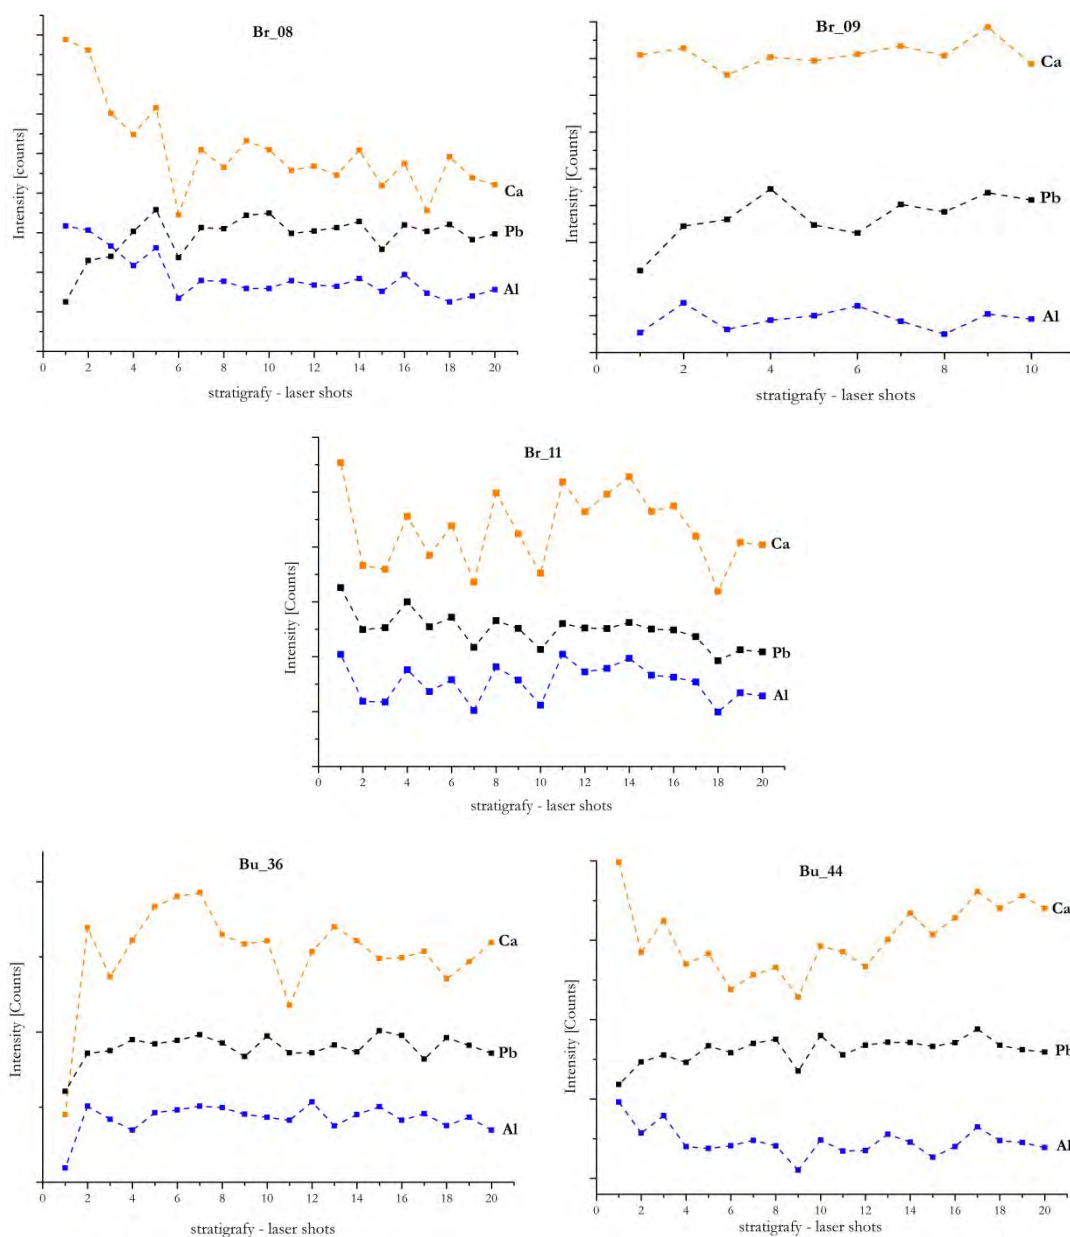 Br_08
Intensity [counts]
Ca
Pb
Al
0 2 4 6 8 10 12 14 16 18 20
stratigrafy - laser shots
Br_09
Intensity [Counts]
Ca
Pb
Al
0 2 4 6 8 10
stratigrafy - laser shots
Br_11
Intensity [Counts]
Ca
Pb
Al
0 2 4 6 8 10 12 14 16 18 20
stratigrafy - laser shots
Bu_36
Intensity [Counts]
Ca
Pb
Al
0 2 4 6 8 10 12 14 16 18 20
stratigrafy - laser shots
Bu_44
Intensity [Counts]
Ca
Pb
Al
0 2 4 6 8 10 12 14 16 18 20
stratigrafy - laser shots